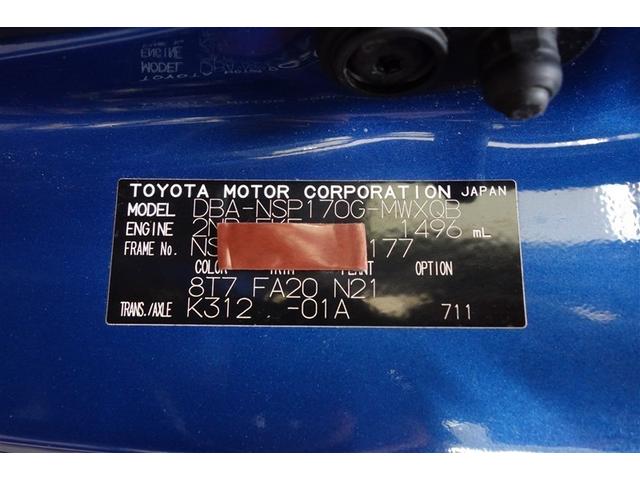 TOYOTA MOTOR CORPORATION JAPAN
MODEL DBA-NSP170G-MWXQB
ENGINE 1496 mL
FRAME No. 177
COLOR TRIM PLANT OPTION
8T7 FA20 N21
TRANS./AXLE K312 -01A 711